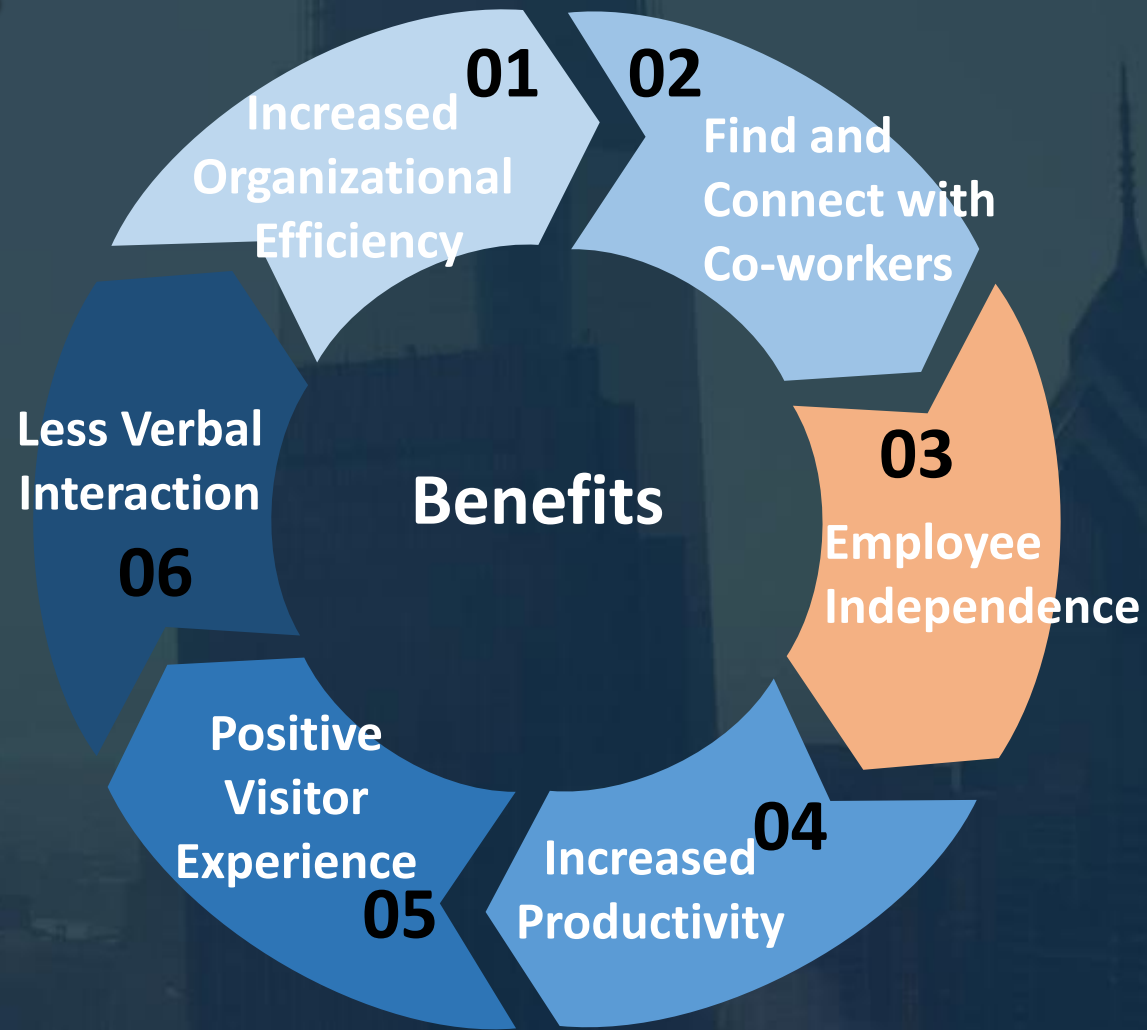 01
Increased
Organizational
Efficiency
02
Find and
Connect with
Co-workers
03
Employee
Independence
04
Increased
Productivity
05
Positive
Visitor
Experience
06
Less Verbal
Interaction
Benefits